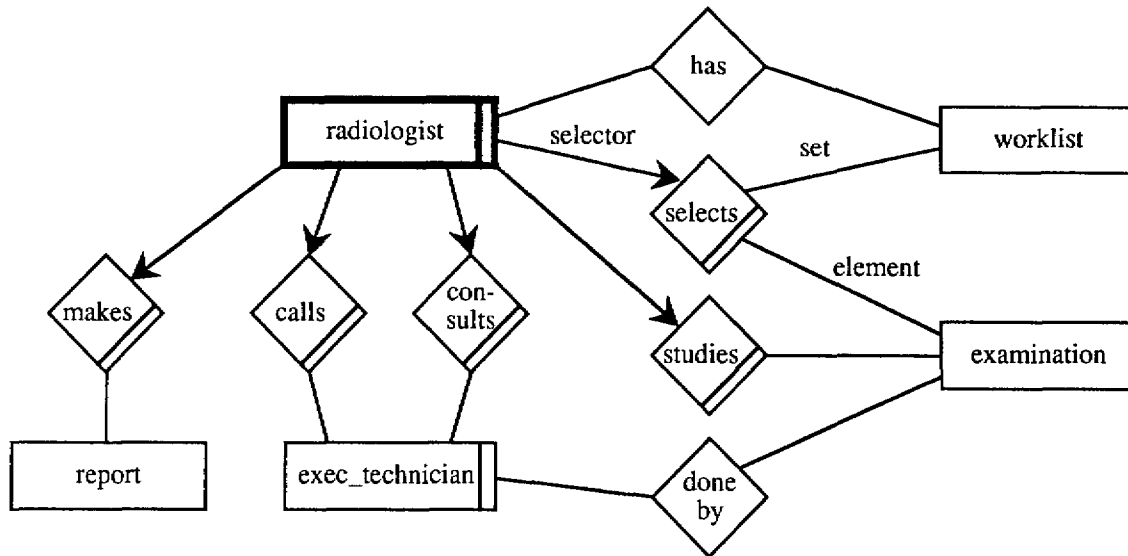 has
radiologist
worklist
selector
set
selects
element
makes
calls
con-
sults
studies
examination
report
exec_technician
done
by